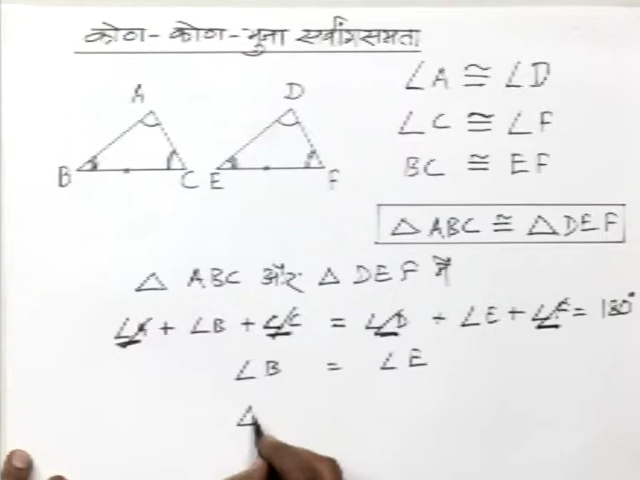 कोण-कोण-भुजा सर्वांगसमता
∠A ≅ ∠D
∠C ≅ ∠F
BC ≅ EF
△ABC ≅ △DEF
A
B
C
D
E
F
△ ABC और △ DEF में
∠A + ∠B + ∠C = ∠D + ∠E + ∠F = 180°
∠B = ∠E
△